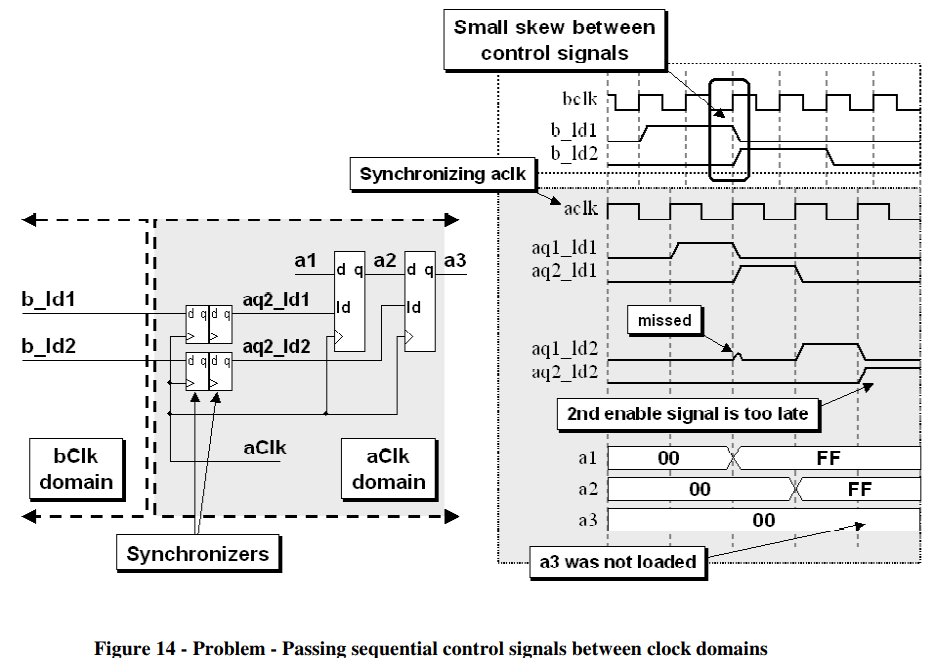 Small skew between
control signals
bclk
b_ld1
b_ld2
Synchronizing aclk
aclk
aq1_ld1
aq2_ld1
missed
aq1_ld2
aq2_ld2
2nd enable signal is too late
a1 00 FF
a2 00 FF
a3 00
a3 was not loaded
a1 a2 a3
d q d q
b_ld1 aq2_ld1 ld ld
d q d q
b_ld2 aq2_ld2
d q d q
aClk
bClk
domain
aClk
domain
Synchronizers
Figure 14 - Problem - Passing sequential control signals between clock domains